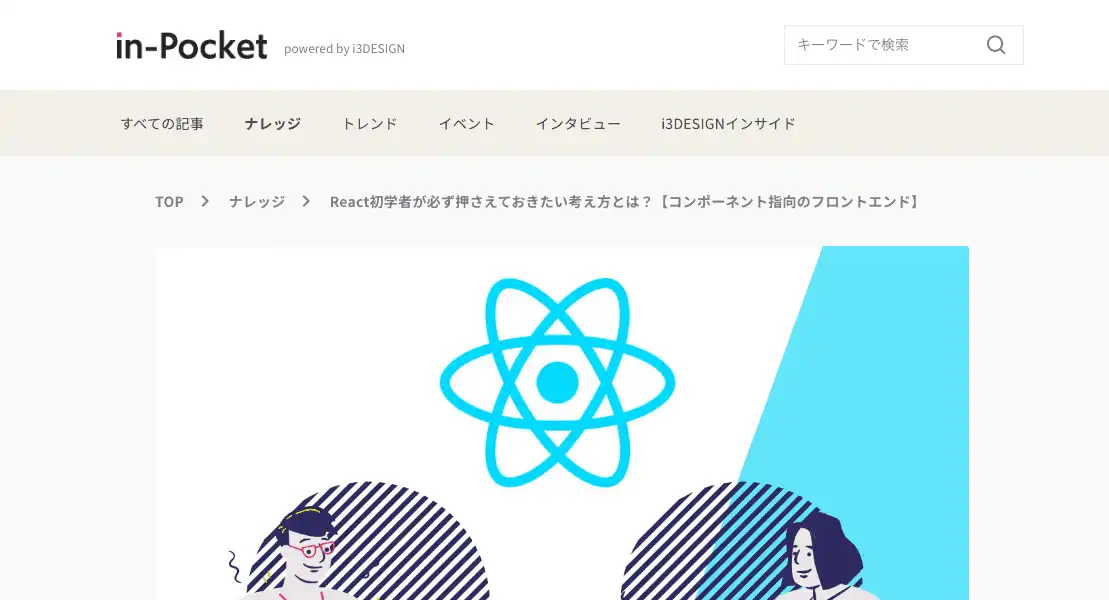 in-Pocket powered by i3DESIGN
キーワードで検索
すべての記事 ナレッジ トレンド イベント インタビュー i3DESIGNインサイド
TOP ナレッジ React初学者が必ず押さえておきたい考え方とは？【コンポーネント指向のフロントエンド】